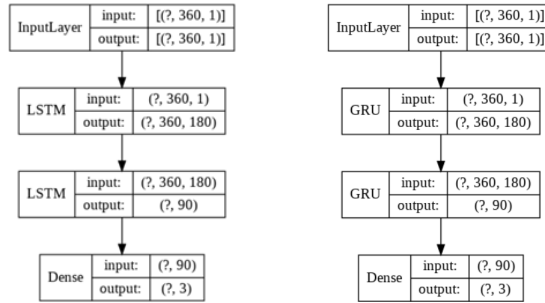 InputLayer
input: [(?, 360, 1)]
output: [(?, 360, 1)]
LSTM
input: (?, 360, 1)
output: (?, 360, 180)
LSTM
input: (?, 360, 180)
output: (?, 90)
Dense
input: (?, 90)
output: (?, 3)
InputLayer
input: [(?, 360, 1)]
output: [(?, 360, 1)]
GRU
input: (?, 360, 1)
output: (?, 360, 180)
GRU
input: (?, 360, 180)
output: (?, 90)
Dense
input: (?, 90)
output: (?, 3)